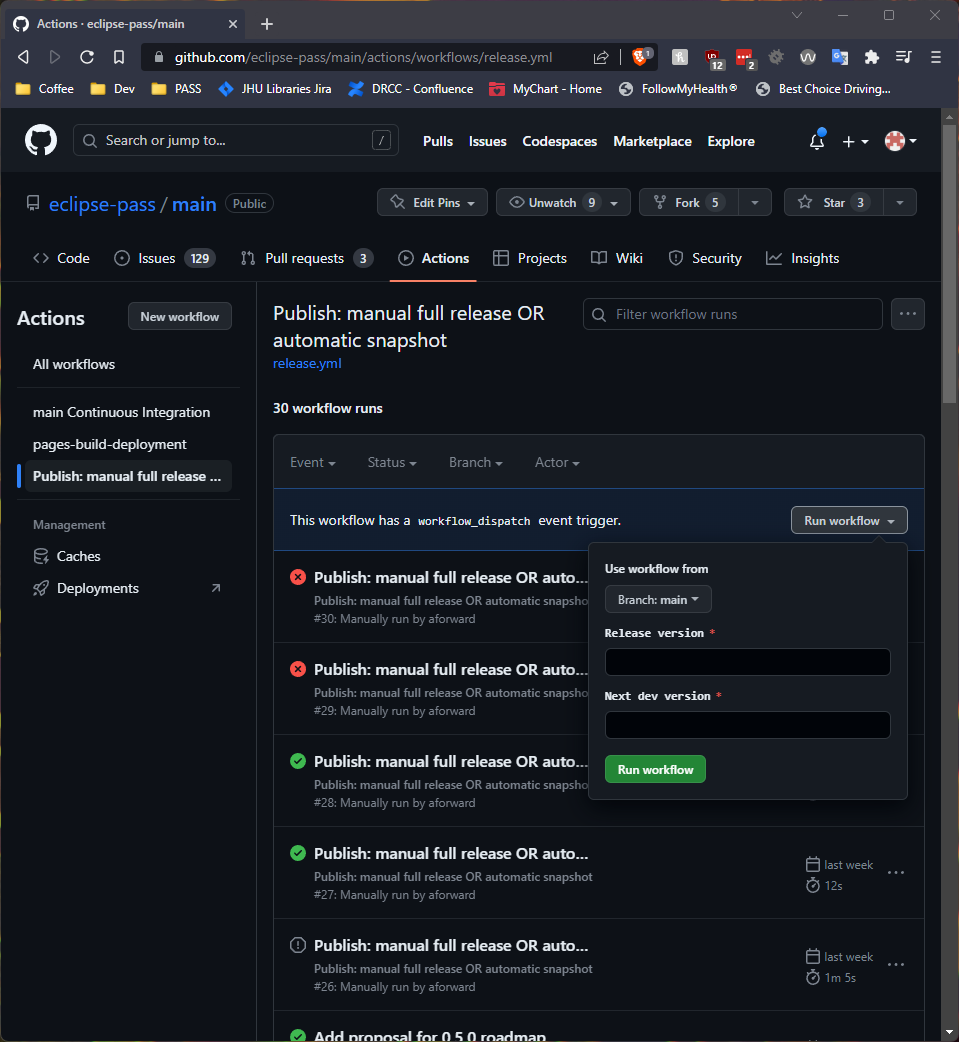 Actions · eclipse-pass/main
github.com/eclipse-pass/main/actions/workflows/release.yml
1
12
2
Coffee
Dev
PASS
JHU Libraries Jira
DRCC - Confluence
MyChart - Home
FollowMyHealth®
Best Choice Driving...
Search or jump to...
/
Pulls
Issues
Codespaces
Marketplace
Explore
eclipse-pass / main
Public
Edit Pins
Unwatch 9
Fork 5
Star 3
Code
Issues 129
Pull requests 3
Actions
Projects
Wiki
Security
Insights
Actions
New workflow
All workflows
main Continuous Integration
pages-build-deployment
Publish: manual full release ...
Management
Caches
Deployments
Publish: manual full release OR
automatic snapshot
release.yml
Filter workflow runs
30 workflow runs
Event
Status
Branch
Actor
This workflow has a workflow_dispatch event trigger.
Run workflow
Use workflow from
Branch: main
Release version *
Next dev version *
Run workflow
Publish: manual full release OR auto...
Publish: manual full release OR automatic snapsho
#30: Manually run by aforward
Publish: manual full release OR auto...
Publish: manual full release OR automatic snapsho
#29: Manually run by aforward
Publish: manual full release OR auto...
Publish: manual full release OR automatic snapsho
#28: Manually run by aforward
Publish: manual full release OR auto...
Publish: manual full release OR automatic snapshot
#27: Manually run by aforward
last week
12s
Publish: manual full release OR auto...
Publish: manual full release OR automatic snapshot
#26: Manually run by aforward
last week
1m 5s
Add proposal for 0.5.0 roadmap